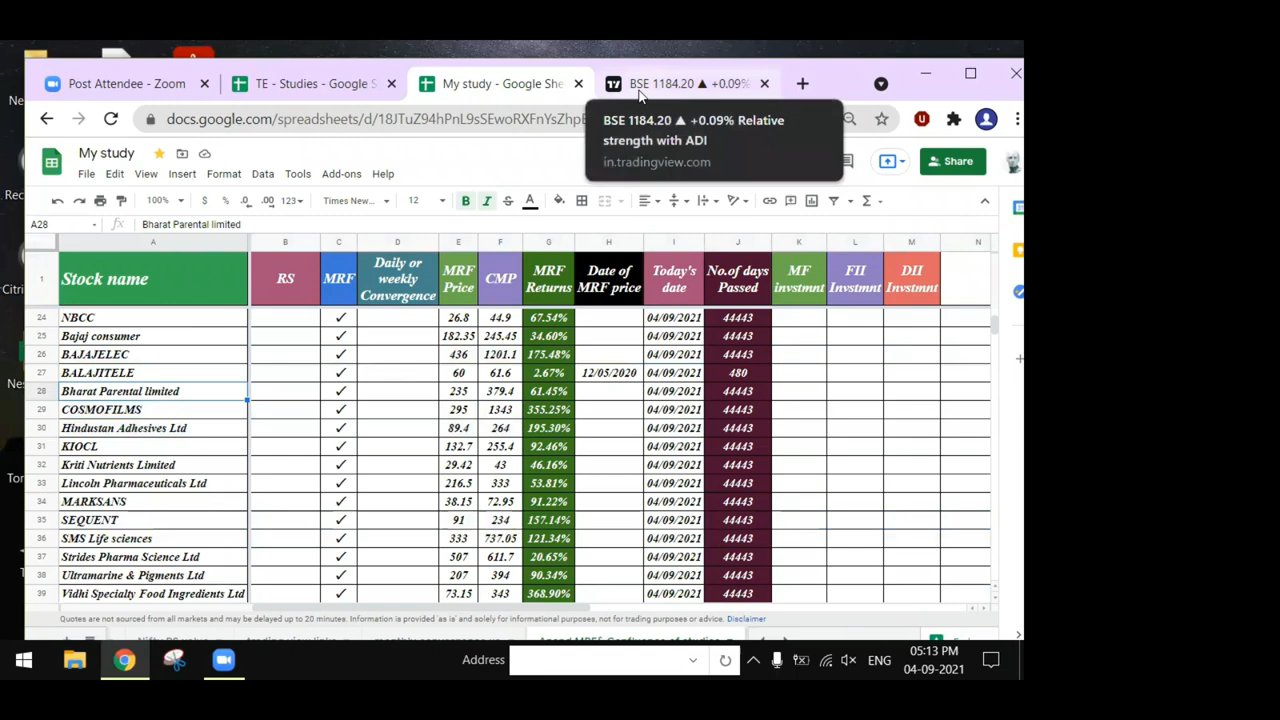 Post Attendee - Zoom
TE - Studies - Google S
My study - Google She
BSE 1184.20 ▲ +0.09%
docs.google.com/spreadsheets/d/18JTuZ94hPnL9sSEwoRXFnYsZhpE
BSE 1184.20 ▲ +0.09% Relative
strength with ADI
in.tradingview.com
My study
File Edit View Insert Format Data Tools Add-ons Help
Share
100% $ % .0 .00 123 Times New... 12 B I S A
A28 fx Bharat Parental limited
A B C D E F G H I J K L M N
1 Stock name RS MRF Daily or weekly Convergence MRF Price CMP MRF Returns Date of MRF price Today's date No.of days Passed MF invstmnt FII Invstmnt DII Invstmnt
24 NBCC ✓ 26.8 44.9 67.54% 04/09/2021 44443
25 Bajaj consumer ✓ 182.35 245.45 34.60% 04/09/2021 44443
26 BAJAJELEC ✓ 436 1201.1 175.48% 04/09/2021 44443
27 BALAJITELE ✓ 60 61.6 2.67% 12/05/2020 04/09/2021 480
28 Bharat Parental limited ✓ 235 379.4 61.45% 04/09/2021 44443
29 COSMOFILMS ✓ 295 1343 355.25% 04/09/2021 44443
30 Hindustan Adhesives Ltd ✓ 89.4 264 195.30% 04/09/2021 44443
31 KIOCL ✓ 132.7 255.4 92.46% 04/09/2021 44443
32 Kriti Nutrients Limited ✓ 29.42 43 46.16% 04/09/2021 44443
33 Lincoln Pharmaceuticals Ltd ✓ 216.5 333 53.81% 04/09/2021 44443
34 MARKSANS ✓ 38.15 72.95 91.22% 04/09/2021 44443
35 SEQUENT ✓ 91 234 157.14% 04/09/2021 44443
36 SMS Life sciences ✓ 333 737.05 121.34% 04/09/2021 44443
37 Strides Pharma Science Ltd ✓ 507 611.7 20.65% 04/09/2021 44443
38 Ultramarine & Pigments Ltd ✓ 207 394 90.34% 04/09/2021 44443
39 Vidhi Specialty Food Ingredients Ltd ✓ 73.15 343 368.90% 04/09/2021 44443
Quotes are not sourced from all markets and may be delayed up to 20 minutes. Information is provided 'as is' and solely for informational purposes, not for trading purposes or advice. Disclaimer
Address
ENG
05:13 PM
04-09-2021